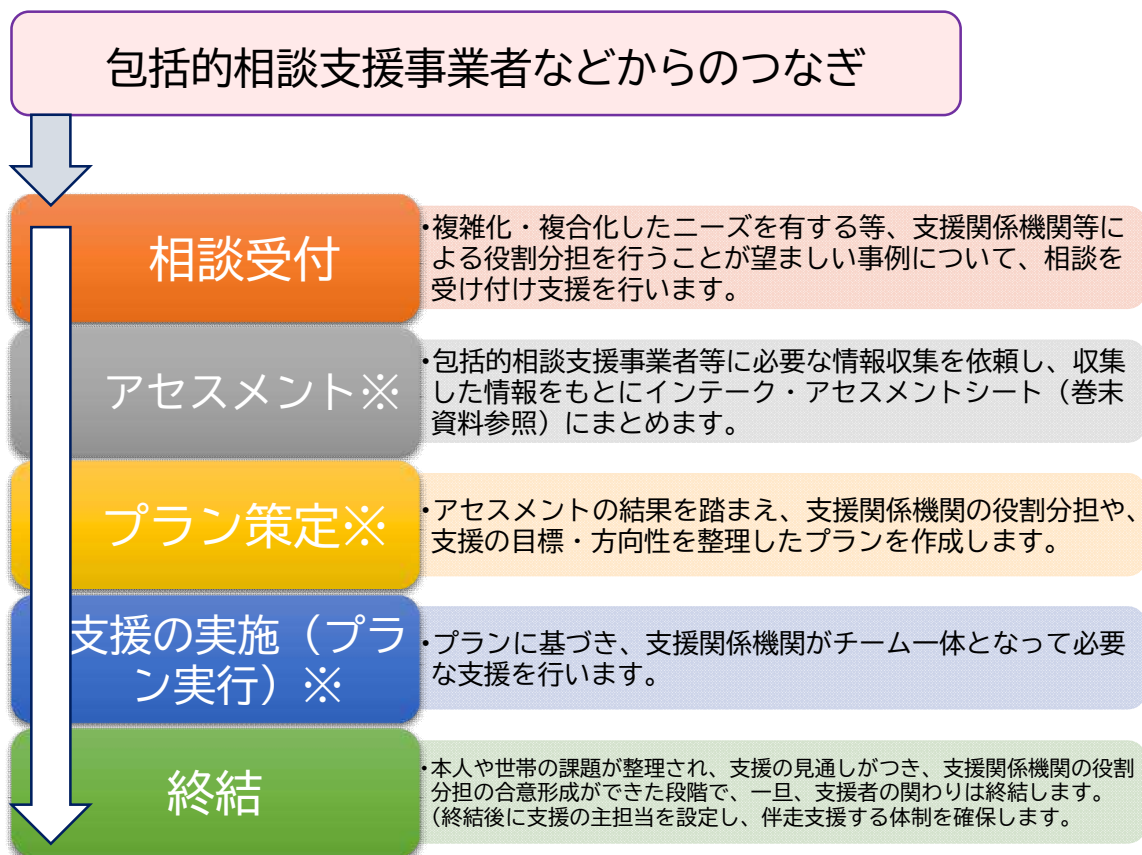 包括的相談支援事業者などからのつなぎ
相談受付
・複雑化・複合化したニーズを有する等、支援関係機関等に
よる役割分担を行うことが望ましい事例について、相談を
受け付け支援を行います。
アセスメント※
・包括的相談支援事業者等に必要な情報収集を依頼し、収集
した情報をもとにインテーク・アセスメントシート（巻末
資料参照）にまとめます。
プラン策定※
・アセスメントの結果を踏まえ、支援関係機関の役割分担や、
支援の目標・方向性を整理したプランを作成します。
支援の実施（プラ
ン実行）※
・プランに基づき、支援関係機関がチーム一体となって必要
な支援を行います。
終結
・本人や世帯の課題が整理され、支援の見通しがつき、支援関係機関の役割
分担の合意形成ができた段階で、一旦、支援者の関わりは終結します。
（終結後に支援の主担当を設定し、伴走支援する体制を確保します。